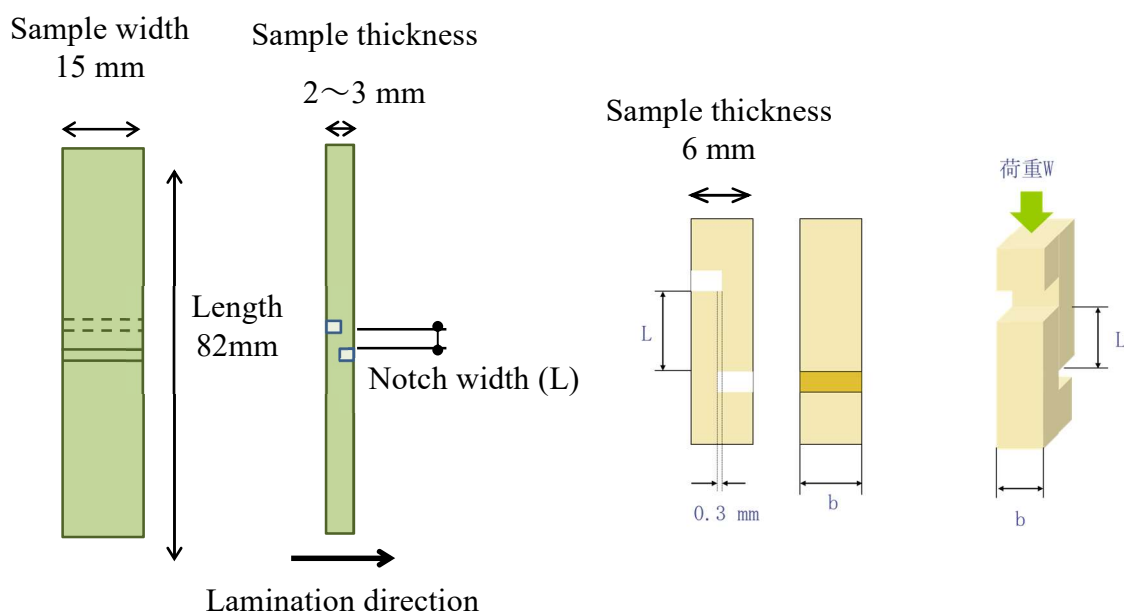 Sample width
15 mm
Sample thickness
2～3 mm
Length
82mm
Notch width (L)
Lamination direction
Sample thickness
6 mm
L
0.3 mm
b
荷重W
L
b